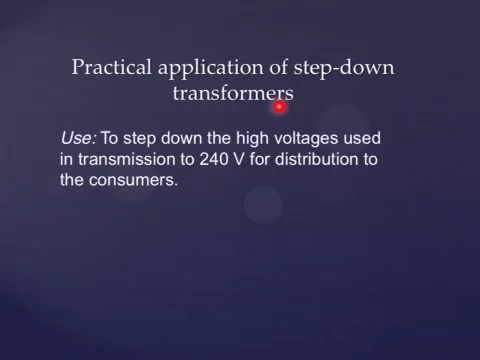 Practical application of step-down
transformers
Use: To step down the high voltages used
in transmission to 240 V for distribution to
the consumers.